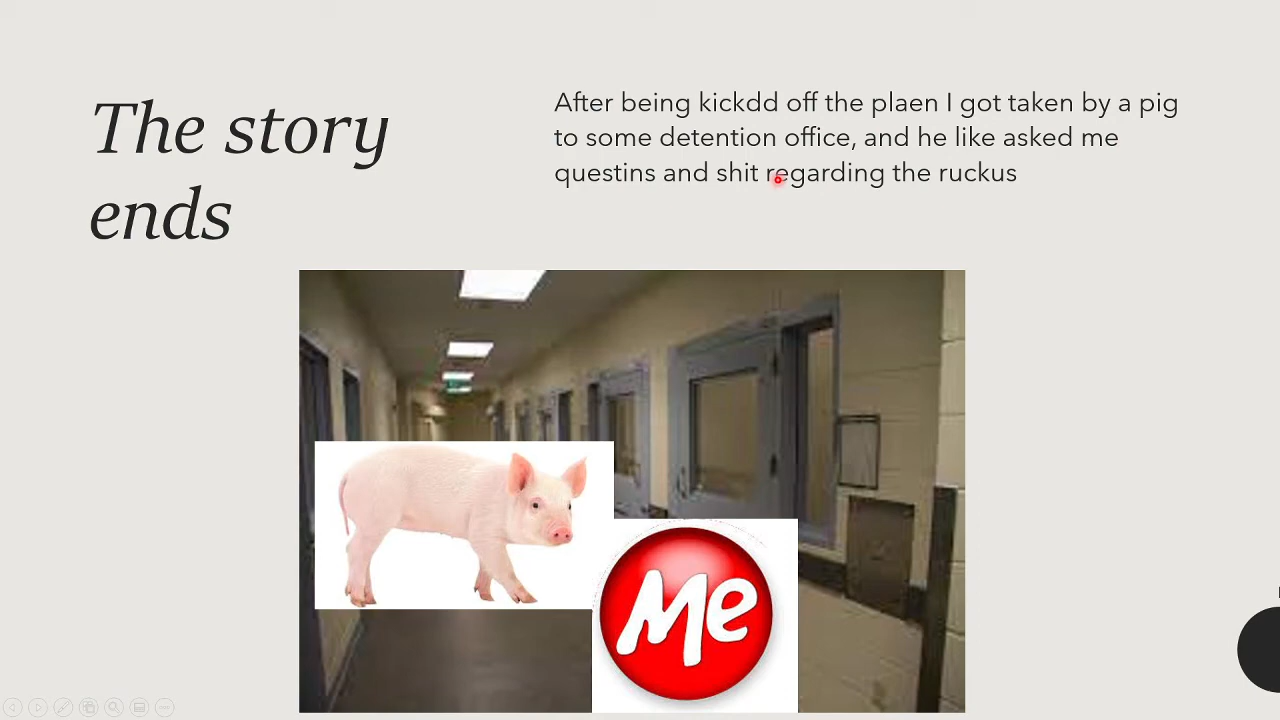 The story
ends
After being kickdd off the plaen I got taken by a pig
to some detention office, and he like asked me
questins and shit regarding the ruckus
Me